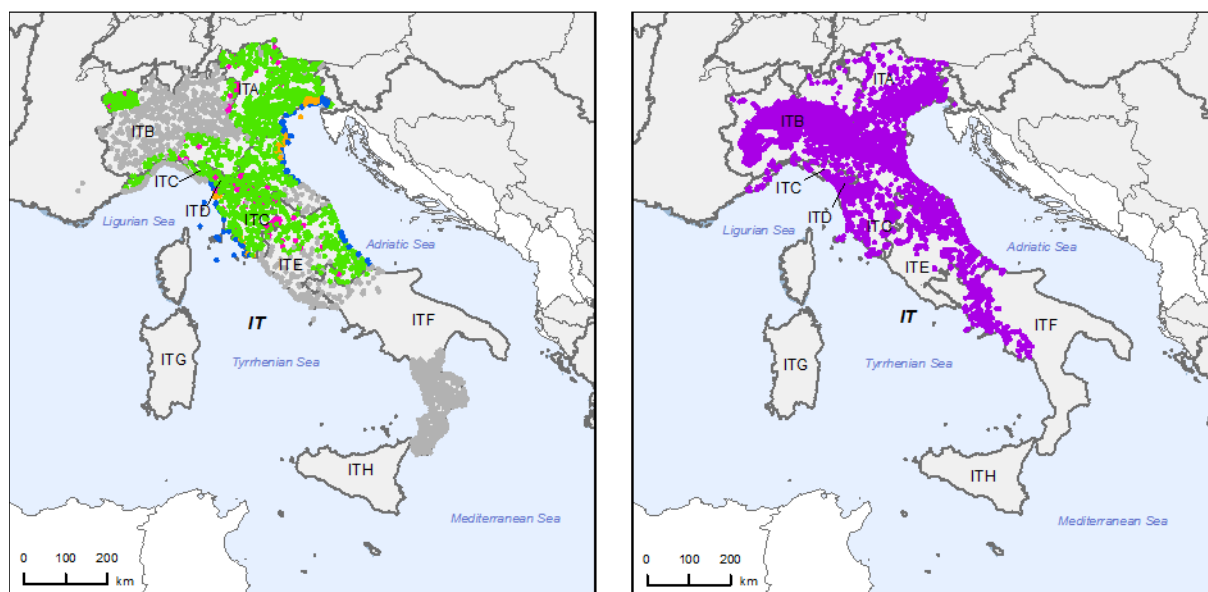 ITA
ITB
ITC
ITD
Ligurian Sea
ITC
Adriatic Sea
ITE
IT
ITF
ITG
Tyrrhenian Sea
ITH
Mediterranean Sea
0 100 200
km
ITA
ITB
ITC
ITD
Ligurian Sea
ITC
Adriatic Sea
ITE
IT
ITF
ITG
Tyrrhenian Sea
ITH
Mediterranean Sea
0 100 200
km